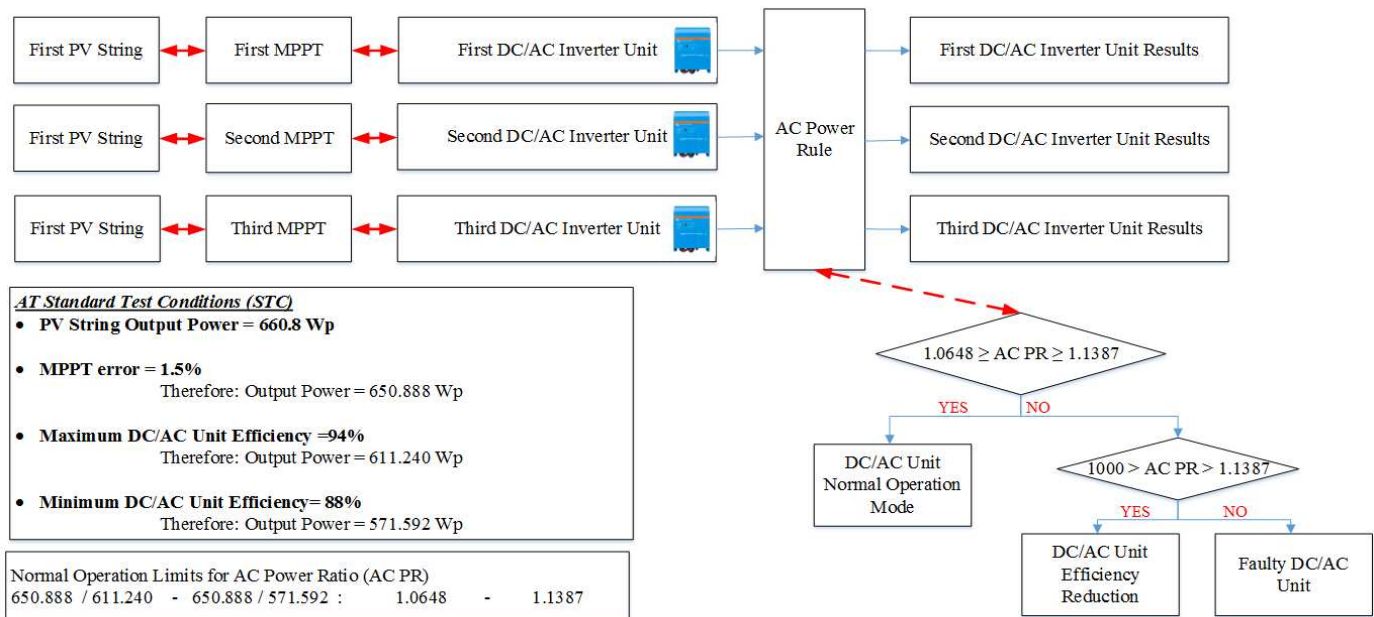 First PV String
First MPPT
First DC/AC Inverter Unit
First DC/AC Inverter Unit Results
First PV String
Second MPPT
Second DC/AC Inverter Unit
AC Power
Rule
Second DC/AC Inverter Unit Results
First PV String
Third MPPT
Third DC/AC Inverter Unit
Third DC/AC Inverter Unit Results
AT Standard Test Conditions (STC)
• PV String Output Power = 660.8 Wp
• MPPT error = 1.5%
Therefore: Output Power = 650.888 Wp
• Maximum DC/AC Unit Efficiency =94%
Therefore: Output Power = 611.240 Wp
• Minimum DC/AC Unit Efficiency= 88%
Therefore: Output Power = 571.592 Wp
Normal Operation Limits for AC Power Ratio (AC PR)
650.888 / 611.240 - 650.888 / 571.592 : 1.0648 - 1.1387
1.0648 ≥ AC PR ≥ 1.1387
YES
NO
DC/AC Unit
Normal Operation
Mode
1000 > AC PR > 1.1387
YES
NO
DC/AC Unit
Efficiency
Reduction
Faulty DC/AC
Unit